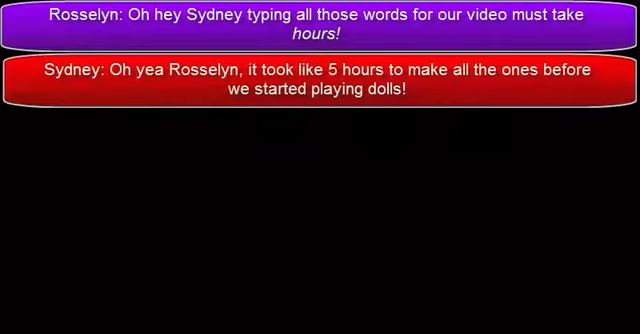 Rosselyn: Oh hey Sydney typing all those words for our video must take
hours!
Sydney: Oh yea Rosselyn, it took like 5 hours to make all the ones before
we started playing dolls!